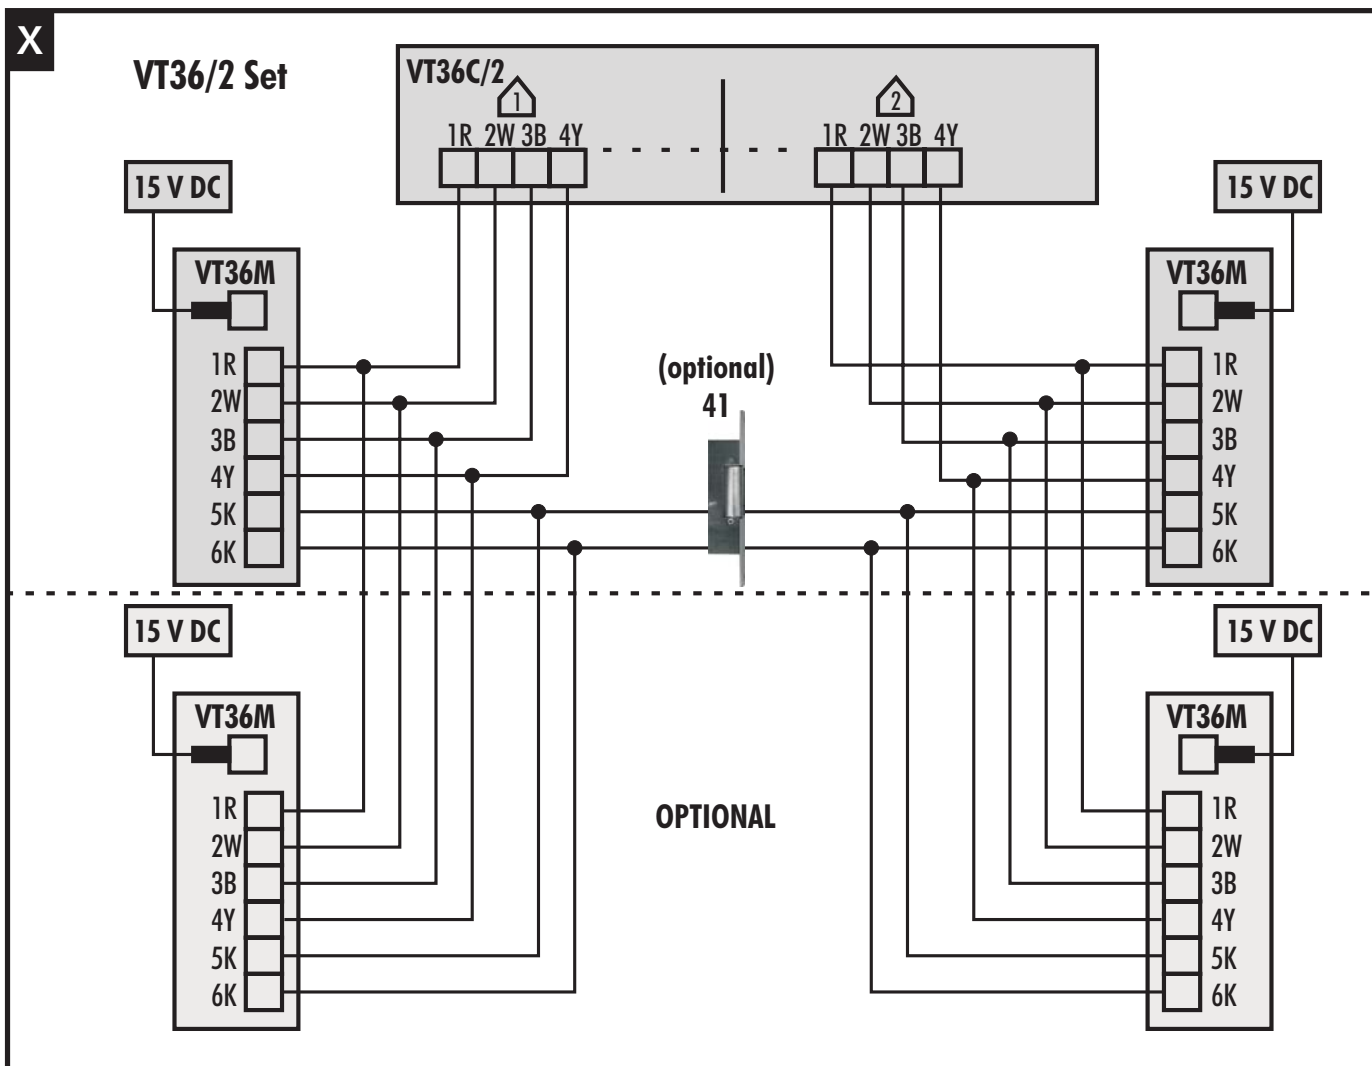 X
VT36/2 Set
VT36C/2
1
2
1R 2W 3B 4Y
1R 2W 3B 4Y
15 V DC
15 V DC
VT36M
1R
2W
3B
4Y
5K
6K
(optional)
41
VT36M
1R
2W
3B
4Y
5K
6K
15 V DC
15 V DC
VT36M
1R
2W
3B
4Y
5K
6K
OPTIONAL
VT36M
1R
2W
3B
4Y
5K
6K